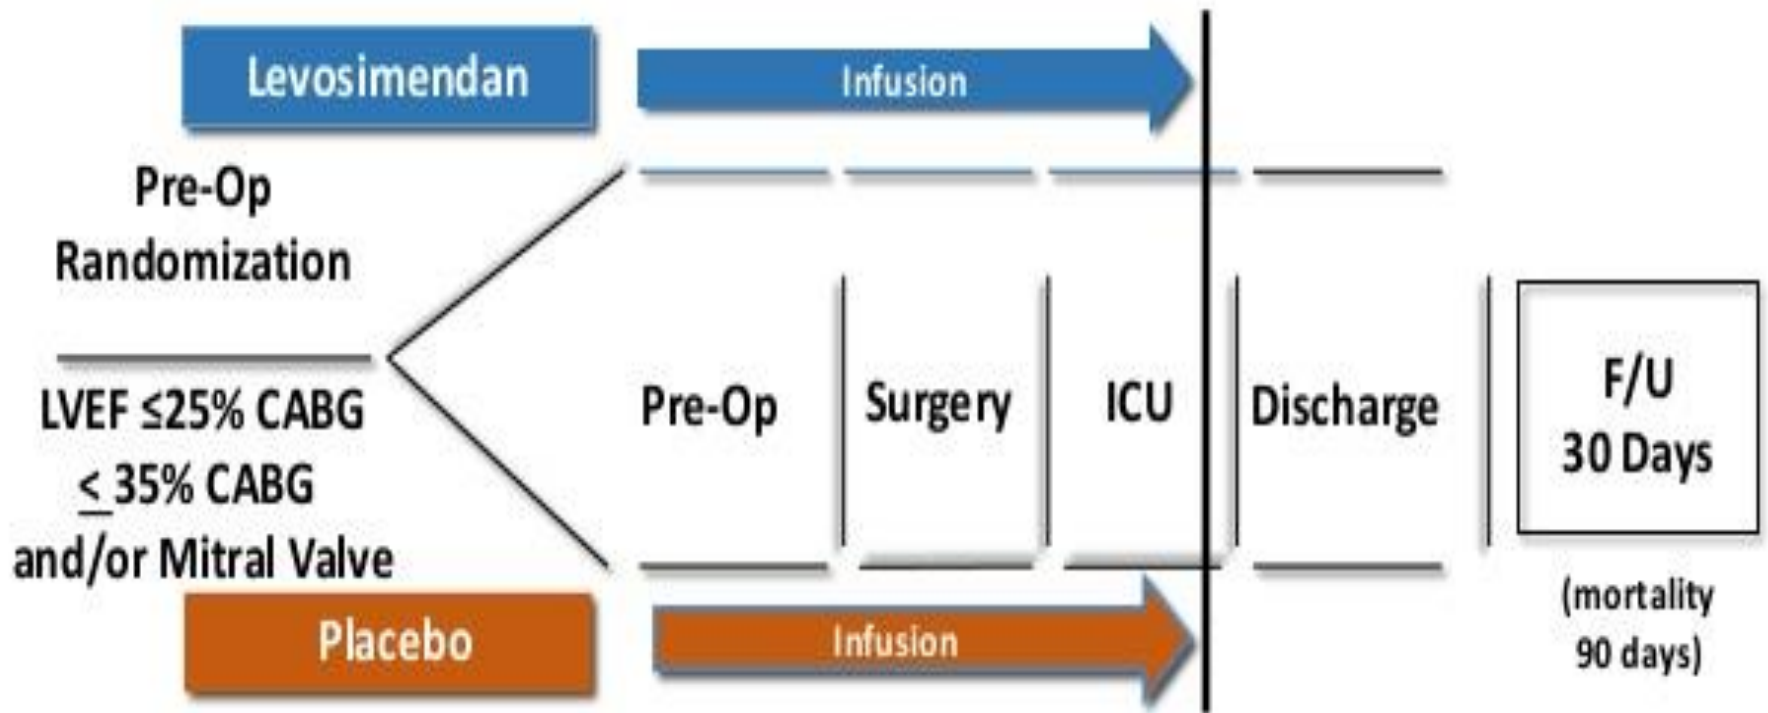 Levosimendan
Infusion
Pre-Op
Randomization
LVEF ≤25% CABG
< 35% CABG
and/or Mitral Valve
Pre-Op
Surgery
ICU
Discharge
F/U
30 Days
(mortality
90 days)
Placebo
Infusion